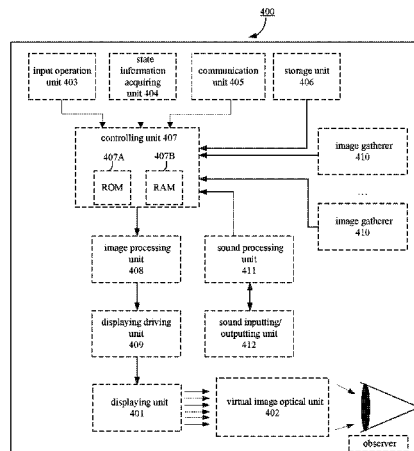 400
input operation
unit 403
state
information
acquiring
unit 404
communication
unit 405
storage unit
406
controlling unit 407
407A
407B
ROM
RAM
image gatherer
410
...
image gatherer
410
image processing
unit
408
sound processing
unit
411
displaying driving
unit
409
sound inputting/
outputting unit
412
displaying unit
401
virtual image optical unit
402
observer